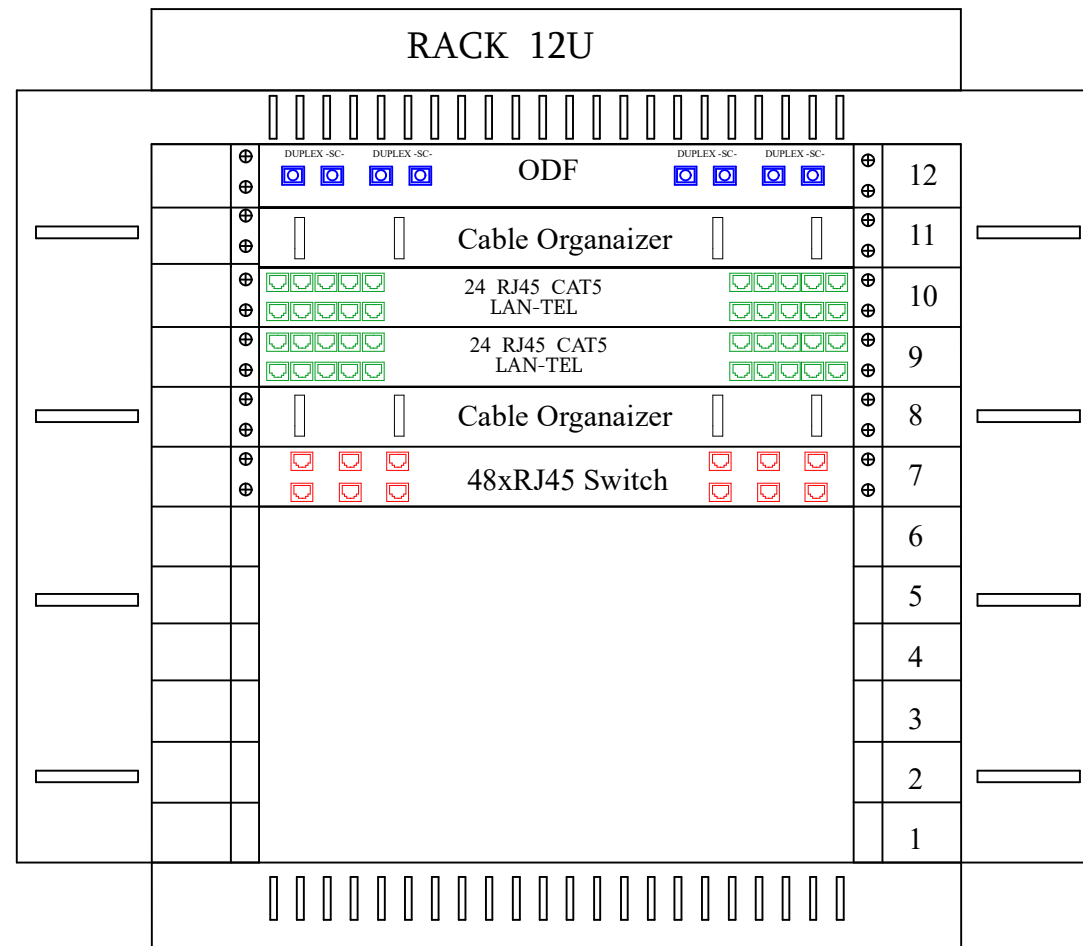 RACK 12U
DUPLEX -SC- DUPLEX -SC- ODF DUPLEX -SC- DUPLEX -SC- 12
Cable Organaizer 11
24 RJ45 CAT5
LAN-TEL 10
24 RJ45 CAT5
LAN-TEL 9
Cable Organaizer 8
48xRJ45 Switch 7
6
5
4
3
2
1